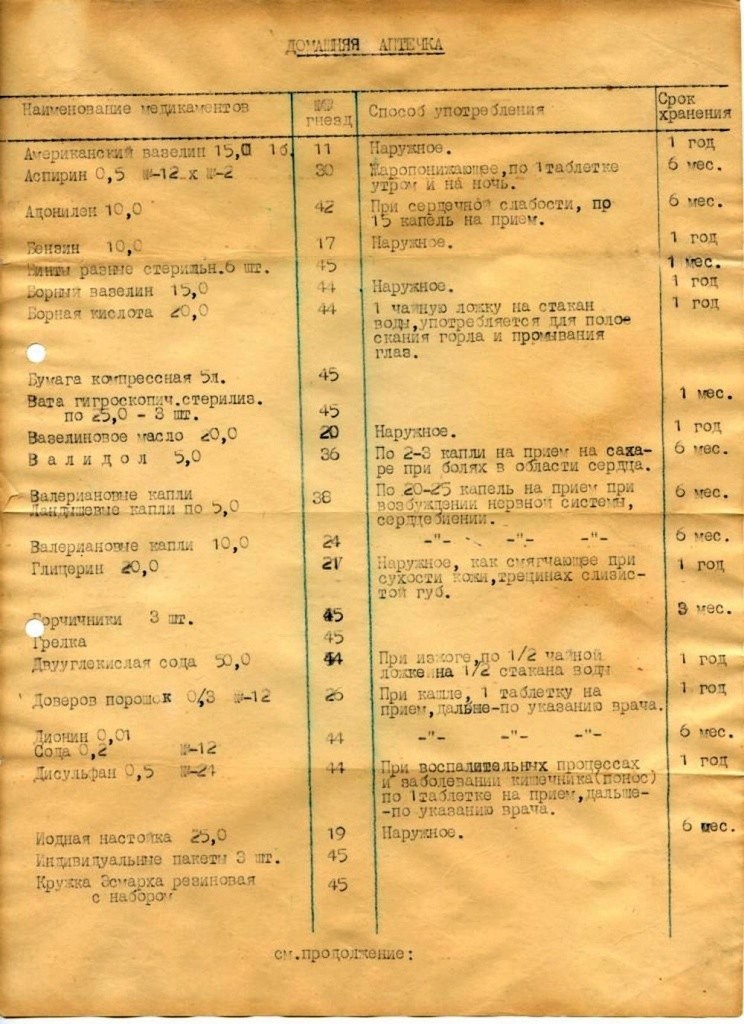 ДОМАШНЯЯ АПТЕЧКА
Наименование медикаментов №№ гнезд Способ употребления Срок хранения
Американский вазелин 15,0 1б. 11 Наружное. 1 год
Аспирин 0,5 №-12 х №-2 30 Жаропонижающее,по 1таблетке 6 мес.
утром и на ночь.
Адонилен 10,0 42 При сердечной слабости, по 6 мес.
15 капель на прием.
Бензин 10,0 17 Наружное. 1 год
Бинты разные стерильн.6 шт. 45 1 мес.
Борный вазелин 15,0 44 Наружное. 1 год
Борная кислота 20,0 44 1 чайную ложку на стакан 1 год
воды,употребляется для поло-
скания горла и промывания
глаз.
Бумага компрессная 5л. 45
Вата гигроскопич.стерилиз. 1 мес.
по 25,0 - 3 шт. 45
Вазелиновое масло 20,0 20 Наружное. 1 год
В а л и д о л 5,0 36 По 2-3 капли на прием на саха- 6 мес.
ре при болях в области сердца.
Валериановые капли 38 По 20-25 капель на прием при 6 мес.
Ландышевые капли по 5,0 возбуждении нервной системы,
сердцебиении.
Валериановые капли 10,0 24 -"- -"- -"- 6 мес.
Глицерин 20,0 21 Наружное, как смягчающее при 1 год
сухости кожи,трещинах слизис-
той губ.
Горчичники 3 шт. 45 3 мес.
Грелка 45
Двууглекислая сода 50,0 44 При изжоге,по 1/2 чайной 1 год
ложке на 1/2 стакана воды
Доверов порошок 0,3 №-12 26 При кашле, 1 таблетку на 1 год
прием,дальше-по указанию врача.
Дионин 0,01 44 -"- -"- -"- 6 мес.
Сода 0,2 №-12
Дисульфан 0,5 №-24 44 При воспалительных процессах 1 год
и заболевании кишечника(понос)
по 1таблетке на прием,дальше-
-по указанию врача.
Иодная настойка 25,0 19 Наружное. 6 мес.
Индивидуальные пакеты 3 шт. 45
Кружка Эсмарха резиновая 45
с набором
см.продолжение: